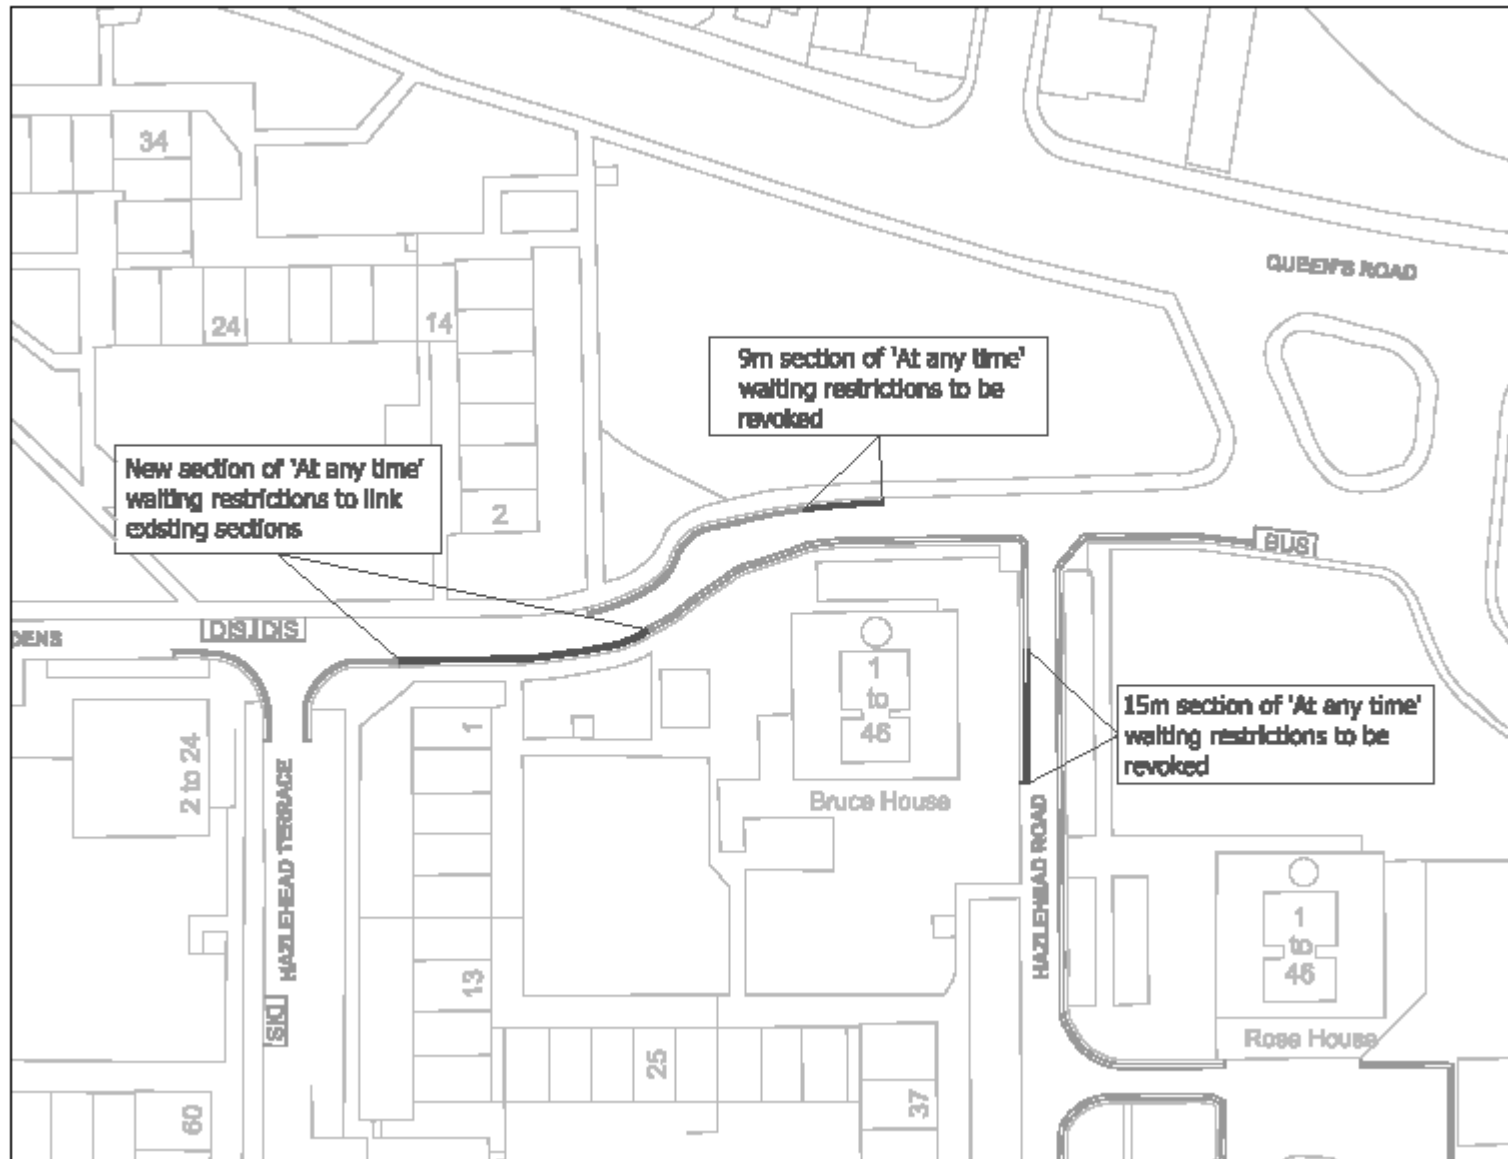 34
QUEEN'S ROAD
24
14
9m section of 'At any time'
waiting restrictions to be
revoked
New section of 'At any time'
waiting restrictions to link
existing sections
2
BUS
DIS DIS
DENS
1
to
46
1
15m section of 'At any time'
waiting restrictions to be
revoked
2 to 24
Bruce House
HAZLEHEAD TERRACE
HAZLEHEAD ROAD
1
to
46
13
DIS
Rose House
25
37
60